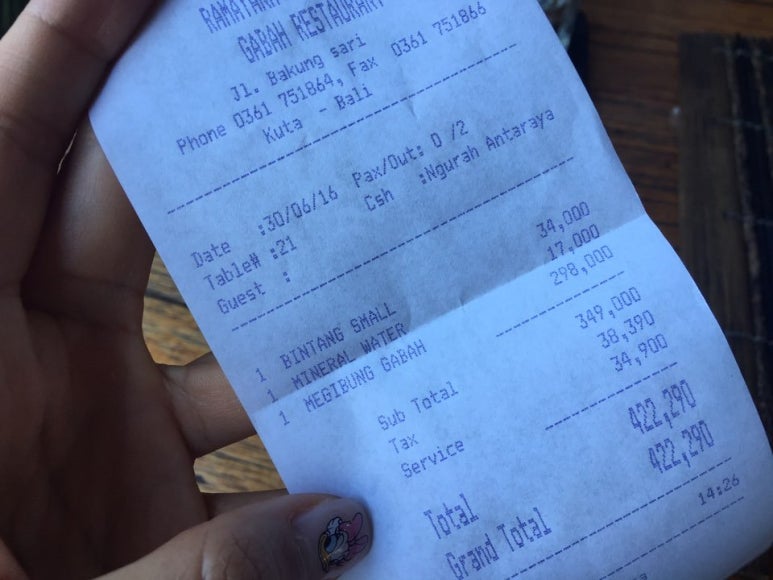 GABAH RESTAURANT
Jl. Bakung sari
Phone 0361 751864, Fax 0361 751866
Kuta - Bali
Date :30/06/16 Pax/Out: 0 /2
Table# :21 Csh :Ngurah Antaraya
Guest :
1 BINTANG SMALL 34,000
1 MINERAL WATER 17,000
1 MEGIBUNG GABAH 298,000
Sub Total 349,000
Tax 38,390
Service 34,900
Total 422,290
Grand Total 422,290
14:26